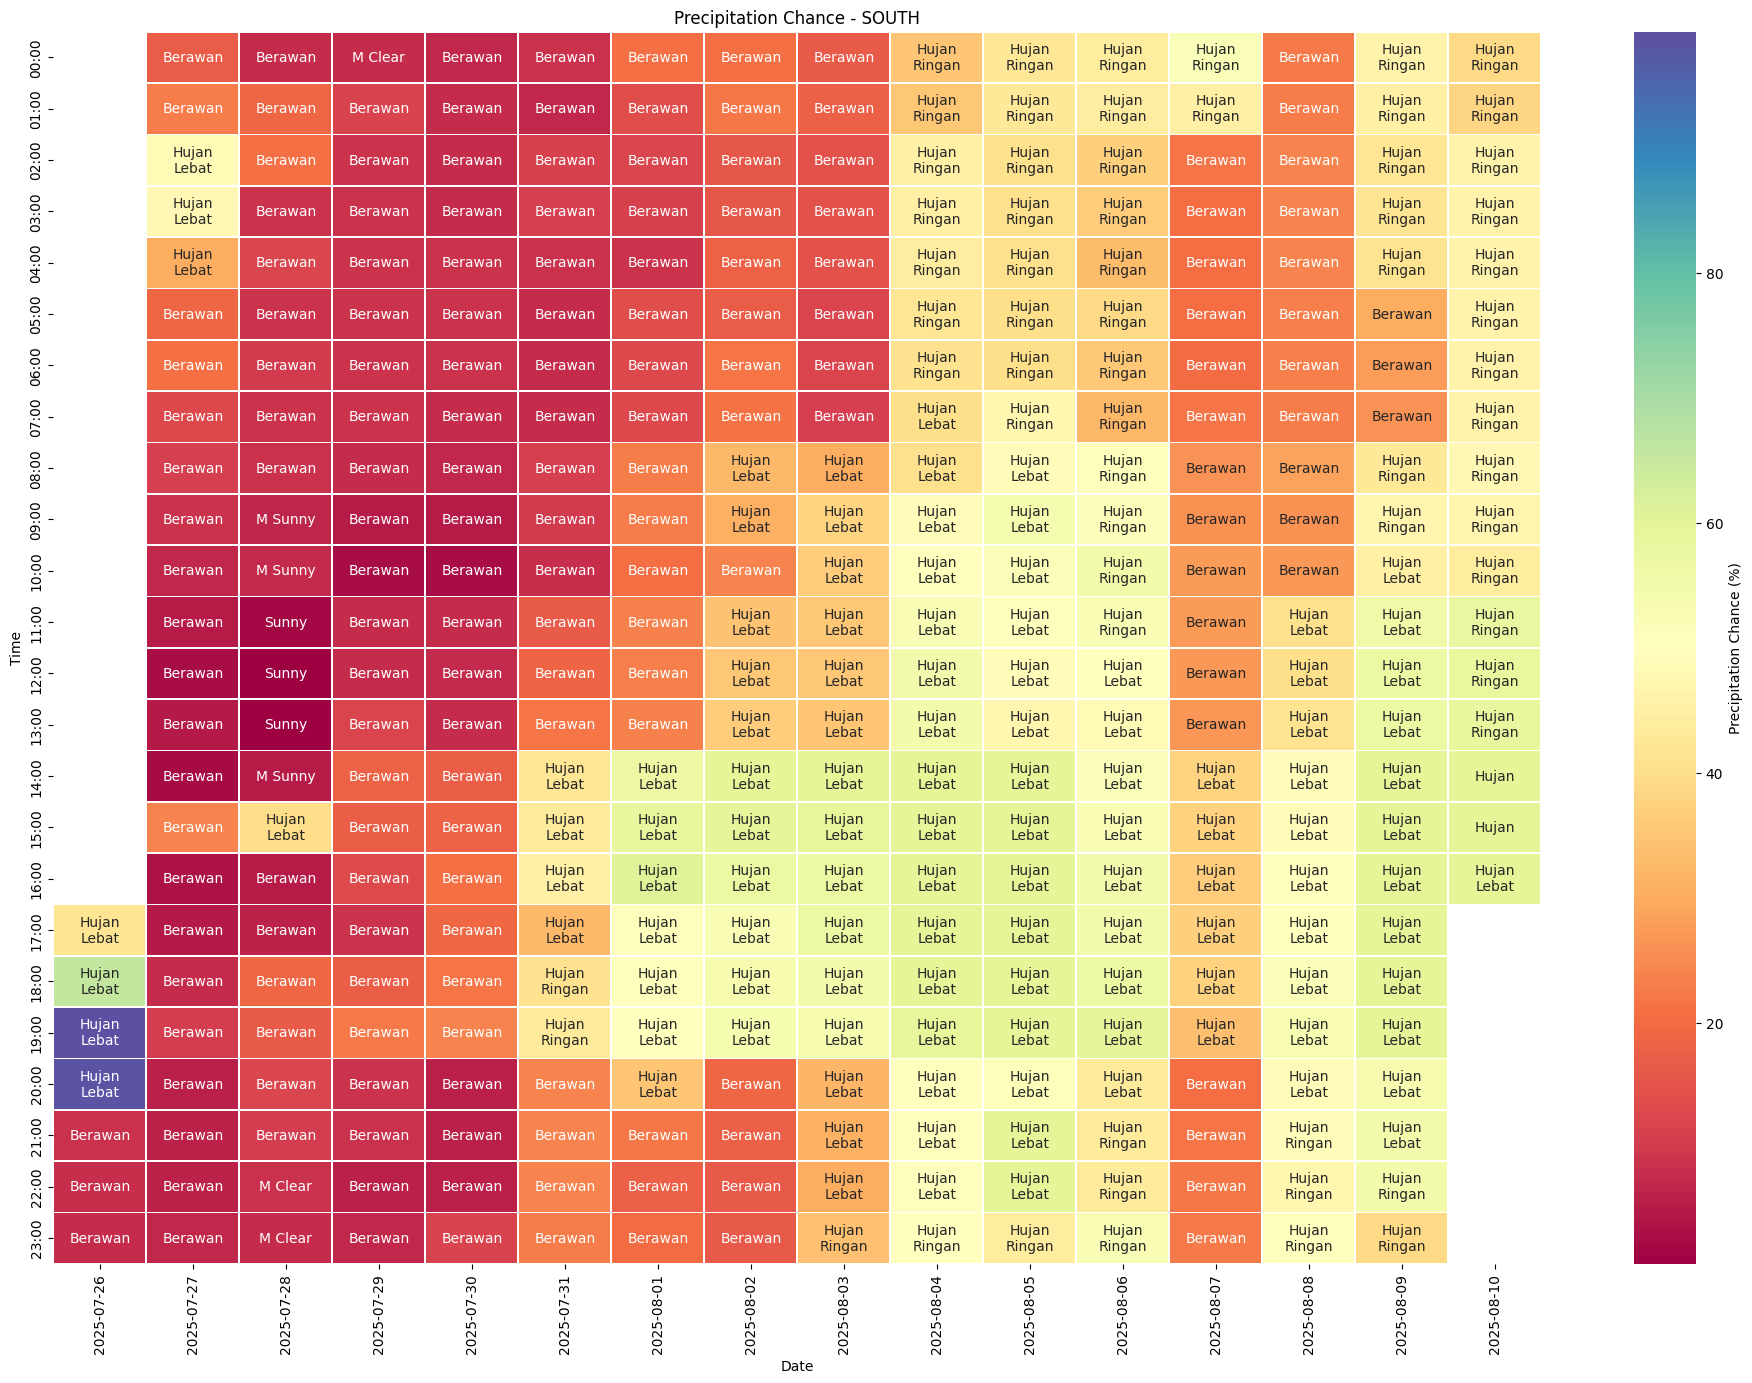 Precipitation Chance - SOUTH
00:00 Berawan Berawan M Clear Berawan Berawan Berawan Berawan Berawan Hujan Ringan Hujan Ringan Hujan Ringan Hujan Ringan Berawan Hujan Ringan Hujan Ringan
01:00 Berawan Berawan Berawan Berawan Berawan Berawan Berawan Berawan Hujan Ringan Hujan Ringan Hujan Ringan Hujan Ringan Berawan Hujan Ringan Hujan Ringan
02:00 Hujan Lebat Berawan Berawan Berawan Berawan Berawan Berawan Berawan Hujan Ringan Hujan Ringan Hujan Ringan Berawan Berawan Hujan Ringan Hujan Ringan
03:00 Hujan Lebat Berawan Berawan Berawan Berawan Berawan Berawan Berawan Hujan Ringan Hujan Ringan Hujan Ringan Berawan Berawan Hujan Ringan Hujan Ringan
04:00 Hujan Lebat Berawan Berawan Berawan Berawan Berawan Berawan Berawan Hujan Ringan Hujan Ringan Hujan Ringan Berawan Berawan Hujan Ringan Hujan Ringan
05:00 Berawan Berawan Berawan Berawan Berawan Berawan Berawan Berawan Hujan Ringan Hujan Ringan Hujan Ringan Berawan Berawan Berawan Hujan Ringan
06:00 Berawan Berawan Berawan Berawan Berawan Berawan Berawan Berawan Hujan Ringan Hujan Ringan Hujan Ringan Berawan Berawan Berawan Hujan Ringan
07:00 Berawan Berawan Berawan Berawan Berawan Berawan Berawan Berawan Hujan Lebat Hujan Ringan Hujan Ringan Berawan Berawan Berawan Hujan Ringan
08:00 Berawan Berawan Berawan Berawan Berawan Berawan Hujan Lebat Hujan Lebat Hujan Lebat Hujan Lebat Hujan Ringan Berawan Berawan Hujan Ringan Hujan Ringan
09:00 Berawan M Sunny Berawan Berawan Berawan Berawan Hujan Lebat Hujan Lebat Hujan Lebat Hujan Lebat Hujan Ringan Berawan Berawan Hujan Ringan Hujan Ringan
10:00 Berawan M Sunny Berawan Berawan Berawan Berawan Berawan Hujan Lebat Hujan Lebat Hujan Lebat Hujan Ringan Berawan Berawan Hujan Lebat Hujan Ringan
11:00 Berawan Sunny Berawan Berawan Berawan Berawan Hujan Lebat Hujan Lebat Hujan Lebat Hujan Lebat Hujan Ringan Berawan Hujan Lebat Hujan Lebat Hujan Ringan
12:00 Berawan Sunny Berawan Berawan Berawan Berawan Hujan Lebat Hujan Lebat Hujan Lebat Hujan Lebat Hujan Lebat Berawan Hujan Lebat Hujan Lebat Hujan Ringan
13:00 Berawan Sunny Berawan Berawan Berawan Berawan Hujan Lebat Hujan Lebat Hujan Lebat Hujan Lebat Hujan Lebat Berawan Hujan Lebat Hujan Lebat Hujan Ringan
14:00 Berawan M Sunny Berawan Berawan Hujan Lebat Hujan Lebat Hujan Lebat Hujan Lebat Hujan Lebat Hujan Lebat Hujan Lebat Hujan Lebat Hujan Lebat Hujan Lebat Hujan
15:00 Berawan Hujan Lebat Berawan Berawan Hujan Lebat Hujan Lebat Hujan Lebat Hujan Lebat Hujan Lebat Hujan Lebat Hujan Lebat Hujan Lebat Hujan Lebat Hujan Lebat Hujan
16:00 Berawan Berawan Berawan Berawan Hujan Lebat Hujan Lebat Hujan Lebat Hujan Lebat Hujan Lebat Hujan Lebat Hujan Lebat Hujan Lebat Hujan Lebat Hujan Lebat Hujan Lebat
17:00 Hujan Lebat Berawan Berawan Berawan Berawan Hujan Lebat Hujan Lebat Hujan Lebat Hujan Lebat Hujan Lebat Hujan Lebat Hujan Lebat Hujan Lebat Hujan Lebat Hujan Lebat
18:00 Hujan Lebat Berawan Berawan Berawan Berawan Hujan Ringan Hujan Lebat Hujan Lebat Hujan Lebat Hujan Lebat Hujan Lebat Hujan Lebat Hujan Lebat Hujan Lebat Hujan Lebat
19:00 Hujan Lebat Berawan Berawan Berawan Berawan Hujan Ringan Hujan Lebat Hujan Lebat Hujan Lebat Hujan Lebat Hujan Lebat Hujan Lebat Hujan Lebat Hujan Lebat Hujan Lebat
20:00 Hujan Lebat Berawan Berawan Berawan Berawan Berawan Hujan Lebat Berawan Hujan Lebat Hujan Lebat Hujan Lebat Hujan Ringan Berawan Hujan Lebat Hujan Lebat
21:00 Berawan Berawan Berawan Berawan Berawan Berawan Berawan Berawan Hujan Lebat Hujan Lebat Hujan Lebat Hujan Ringan Berawan Hujan Ringan Hujan Lebat
22:00 Berawan Berawan M Clear Berawan Berawan Berawan Berawan Berawan Hujan Lebat Hujan Lebat Hujan Lebat Hujan Ringan Berawan Hujan Ringan Hujan Ringan
23:00 Berawan Berawan M Clear Berawan Berawan Berawan Berawan Berawan Hujan Ringan Hujan Ringan Hujan Ringan Hujan Ringan Berawan Hujan Ringan Hujan Ringan
Time
2025-07-26 2025-07-27 2025-07-28 2025-07-29 2025-07-30 2025-07-31 2025-08-01 2025-08-02 2025-08-03 2025-08-04 2025-08-05 2025-08-06 2025-08-07 2025-08-08 2025-08-09 2025-08-10
Date
80
60
40
20
Precipitation Chance (%)